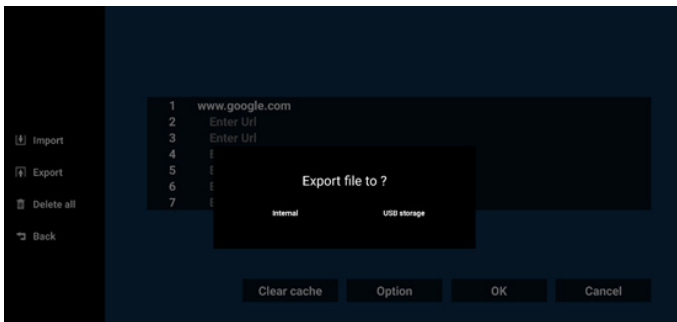 1 www.google.com
2 Enter Url
3 Enter Url
4 E
5 E
6 E
7 E
Import
Export
Delete all
Back
Export file to ?
Internal USB storage
Clear cache Option OK Cancel